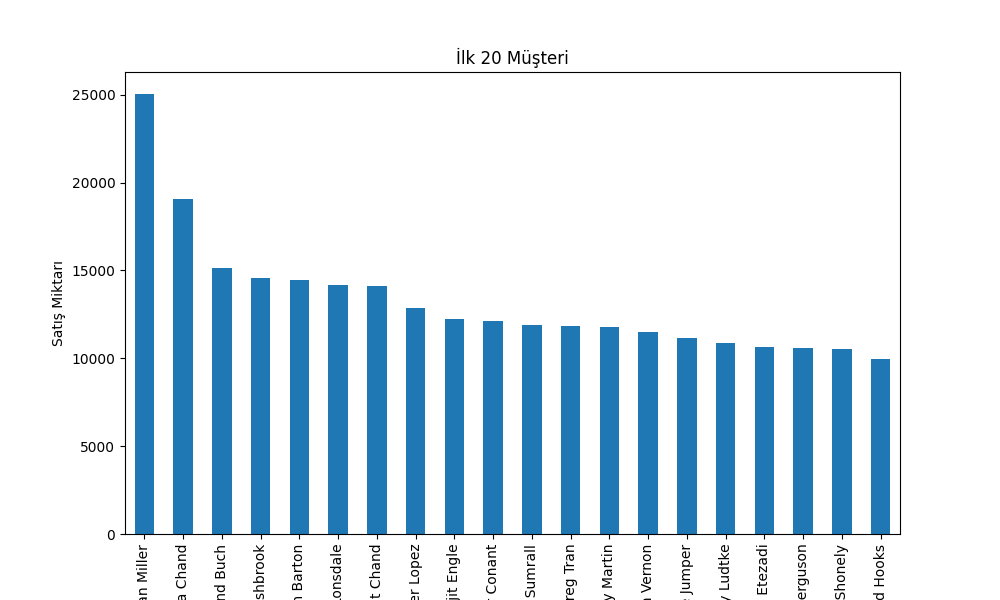 İlk 20 Müşteri
Satış Miktarı
25000
20000
15000
10000
5000
0
an Miller
a Chand
nd Buch
shbrook
n Barton
onsdale
t Chand
er Lopez
jit Engle
Conant
Sumrall
reg Tran
y Martin
n Vernon
Jumper
y Ludtke
Etezadi
erguson
Shonely
d Hooks